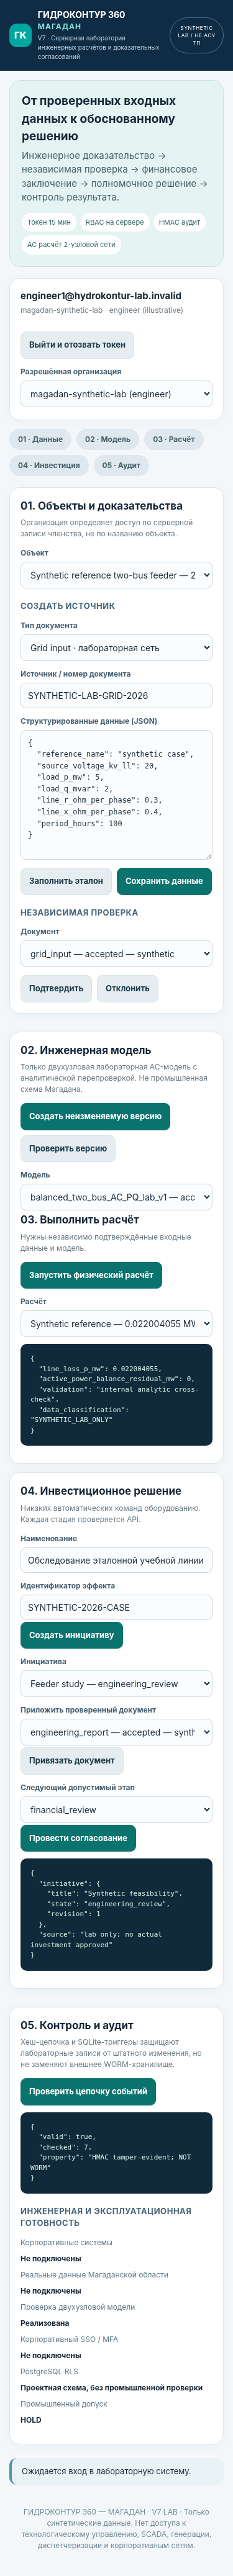 ГК
ГИДРОКОНТУР 360
МАГАДАН
V7 · Серверная лаборатория
инженерных расчётов и доказательных
согласований
SYNTHETIC
LAB / НЕ АСУ
ТП
От проверенных входных
данных к обоснованному
решению
Инженерное доказательство →
независимая проверка → финансовое
заключение → полномочное решение →
контроль результата.
Токен 15 мин
RBAC на сервере
HMAC аудит
AC расчёт 2-узловой сети
engineer1@hydrokontur-lab.invalid
magadan-synthetic-lab · engineer (illustrative)
Выйти и отозвать токен
Разрешённая организация
magadan-synthetic-lab (engineer)
01 · Данные
02 · Модель
03 · Расчёт
04 · Инвестиция
05 · Аудит
01. Объекты и доказательства
Организация определяет доступ по серверной
записи членства, не по названию объекта.
Объект
Synthetic reference two-bus feeder — 2
СОЗДАТЬ ИСТОЧНИК
Тип документа
Grid input · лабораторная сеть
Источник / номер документа
SYNTHETIC-LAB-GRID-2026
Структурированные данные (JSON)
{
"reference_name": "synthetic case",
"source_voltage_kv_ll": 20,
"load_p_mw": 5,
"load_q_mvar": 2,
"line_r_ohm_per_phase": 0.3,
"line_x_ohm_per_phase": 0.4,
"period_hours": 100
}
Заполнить эталон
Сохранить данные
НЕЗАВИСИМАЯ ПРОВЕРКА
Документ
grid_input — accepted — synthetic
Подтвердить
Отклонить
02. Инженерная модель
Только двухузловая лабораторная AC-модель с
аналитической перепроверкой. Не промышленная
схема Магадана.
Создать неизменяемую версию
Проверить версию
Модель
balanced_two_bus_AC_PQ_lab_v1 — acc
03. Выполнить расчёт
Нужны независимо подтверждённые входные
данные и модель.
Запустить физический расчёт
Расчёт
Synthetic reference — 0.022004055 MW
{
"line_loss_p_mw": 0.022004055,
"active_power_balance_residual_mw": 0,
"validation": "internal analytic cross-
check",
"data_classification":
"SYNTHETIC_LAB_ONLY"
}
04. Инвестиционное решение
Никаких автоматических команд оборудованию.
Каждая стадия проверяется API.
Наименование
Обследование эталонной учебной линии
Идентификатор эффекта
SYNTHETIC-2026-CASE
Создать инициативу
Инициатива
Feeder study — engineering_review
Приложить проверенный документ
engineering_report — accepted — synth
Привязать документ
Следующий допустимый этап
financial_review
Провести согласование
{
"initiative": {
"title": "Synthetic feasibility",
"state": "engineering_review",
"revision": 1
},
"source": "lab only; no actual
investment approved"
}
05. Контроль и аудит
Хеш-цепочка и SQLite-триггеры защищают
лабораторные записи от штатного изменения, но
не заменяют внешнее WORM-хранилище.
Проверить цепочку событий
{
"valid": true,
"checked": 7,
"property": "HMAC tamper-evident; NOT
WORM"
}
ИНЖЕНЕРНАЯ И ЭКСПЛУАТАЦИОННАЯ
ГОТОВНОСТЬ
Корпоративные системы
Не подключены
Реальные данные Магаданской области
Не подключены
Проверка двухузловой модели
Реализована
Корпоративный SSO / MFA
Не подключены
PostgreSQL RLS
Проектная схема, без промышленной проверки
Промышленный допуск
HOLD
Ожидается вход в лабораторную систему.
ГИДРОКОНТУР 360 — МАГАДАН · V7 LAB · Только
синтетические данные. Нет доступа к
технологическому управлению, SCADA, генерации,
диспетчеризации и корпоративным сетям.